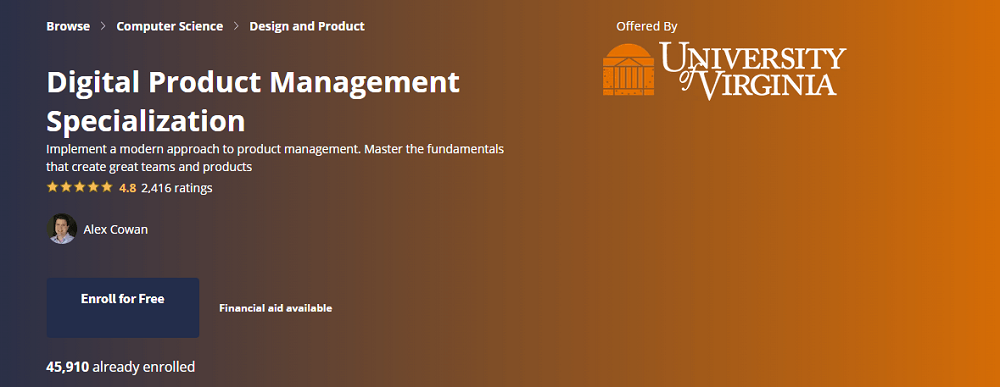 Browse > Computer Science > Design and Product
Offered By
UNIVERSITY
of VIRGINIA
Digital Product Management
Specialization
Implement a modern approach to product management. Master the fundamentals
that create great teams and products
4.8 2,416 ratings
Alex Cowan
Enroll for Free
Financial aid available
45,910 already enrolled